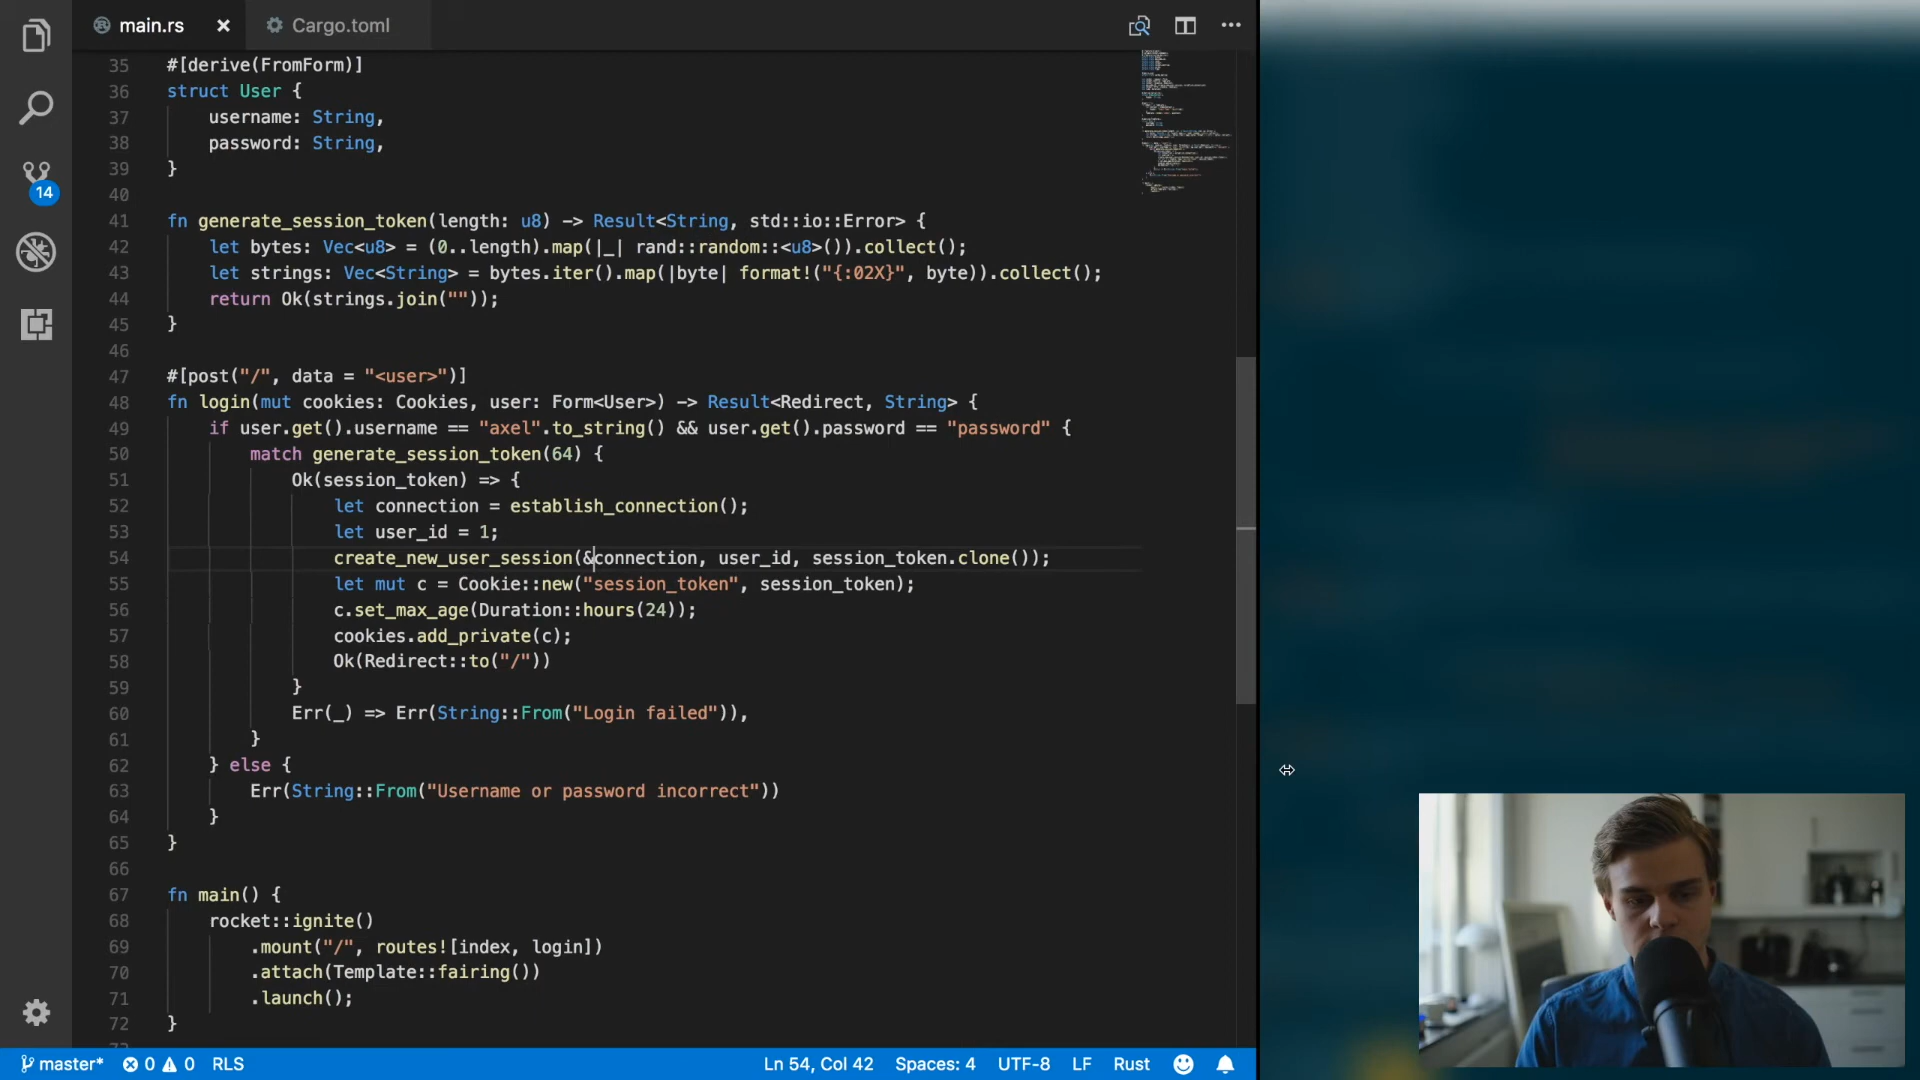 main.rs
Cargo.toml
35 #[derive(FromForm)]
36 struct User {
37 username: String,
38 password: String,
39 }
40
41 fn generate_session_token(length: u8) -> Result<String, std::io::Error> {
42 let bytes: Vec<u8> = (0..length).map(|_| rand::random::<u8>()).collect();
43 let strings: Vec<String> = bytes.iter().map(|byte| format!("{:02X}", byte)).collect();
44 return Ok(strings.join(""));
45 }
46
47 #[post("/", data = "<user>")]
48 fn login(mut cookies: Cookies, user: Form<User>) -> Result<Redirect, String> {
49 if user.get().username == "axel".to_string() && user.get().password == "password" {
50 match generate_session_token(64) {
51 Ok(session_token) => {
52 let connection = establish_connection();
53 let user_id = 1;
54 create_new_user_session(&connection, user_id, session_token.clone());
55 let mut c = Cookie::new("session_token", session_token);
56 c.set_max_age(Duration::hours(24));
57 cookies.add_private(c);
58 Ok(Redirect::to("/"))
59 }
60 Err(_) => Err(String::From("Login failed")),
61 }
62 } else {
63 Err(String::From("Username or password incorrect"))
64 }
65 }
66
67 fn main() {
68 rocket::ignite()
69 .mount("/", routes![index, login])
70 .attach(Template::fairing())
71 .launch();
72 }
14
master* 0 0 RLS Ln 54, Col 42 Spaces: 4 UTF-8 LF Rust